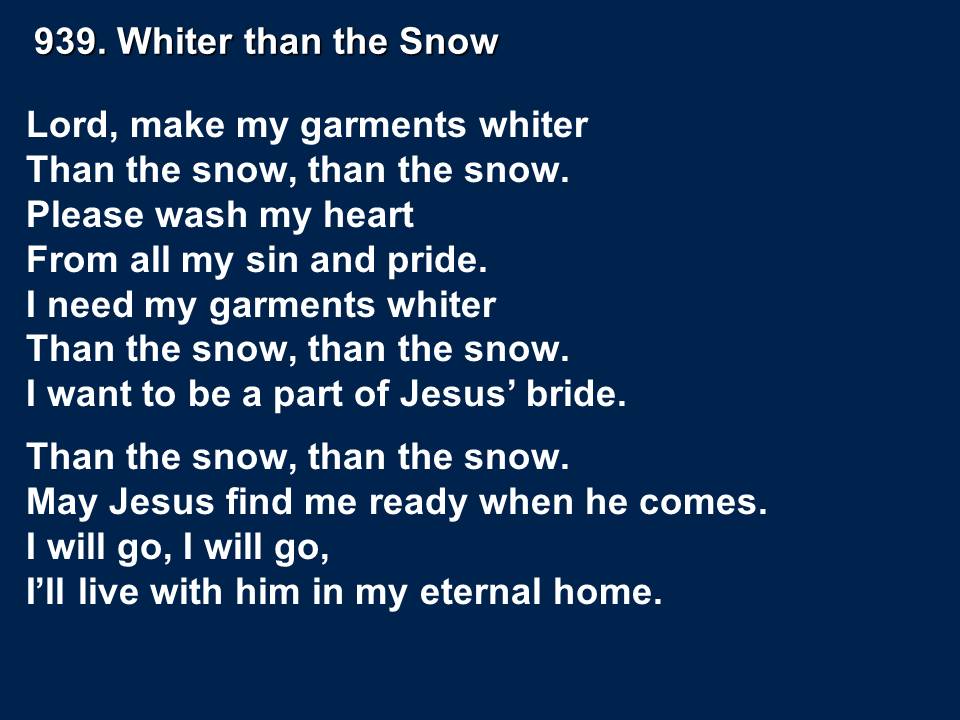 939. Whiter than the Snow
Lord, make my garments whiter
Than the snow, than the snow.
Please wash my heart
From all my sin and pride.
I need my garments whiter
Than the snow, than the snow.
I want to be a part of Jesus’ bride.
Than the snow, than the snow.
May Jesus find me ready when he comes.
I will go, I will go,
I’ll live with him in my eternal home.